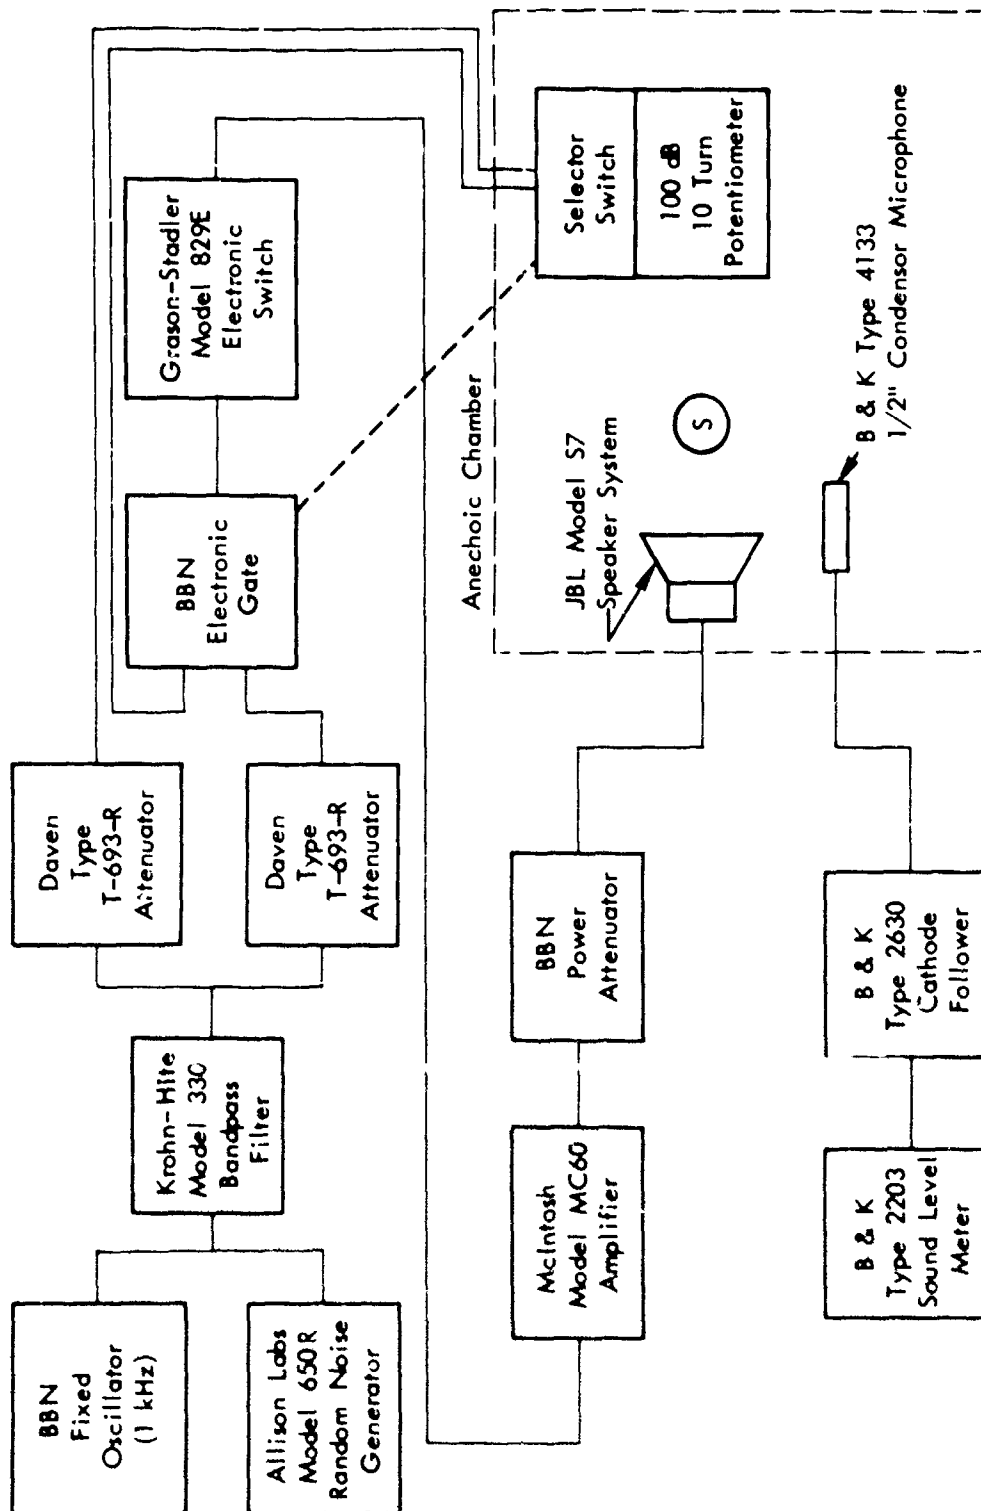 BBN
Fixed
Oscillator
(1 kHz)
Allison Labs
Model 650R
Random Noise
Generator
Krohn-Hite
Model 330
Bandpass
Filter
Daven
Type
T-693-R
Attenuator
Daven
Type
T-693-R
Attenuator
BBN
Electronic
Gate
Grason-Stadler
Model 829E
Electronic
Switch
McIntosh
Model MC60
Amplifier
BBN
Power
Attenuator
Anechoic Chamber
JBL Model S7
Speaker System
S
Selector
Switch
100 dB
10 Turn
Potentiometer
B & K
Type 2203
Sound Level
Meter
B & K
Type 2630
Cathode
Follower
B & K Type 4133
1/2" Condensor Microphone